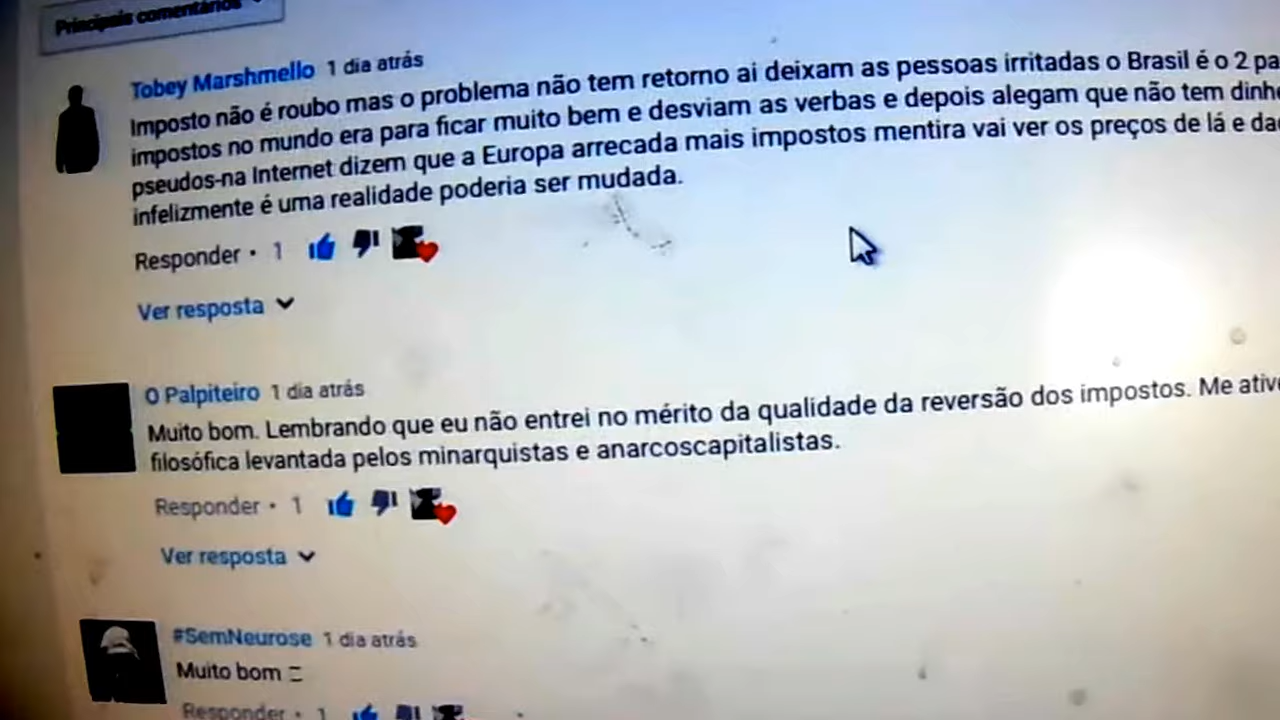 Principais comentários
Tobey Marshmello 1 dia atrás
Imposto não é roubo mas o problema não tem retorno ai deixam as pessoas irritadas o Brasil é o 2
impostos no mundo era para ficar muito bem e desviam as verbas e depois alegam que não tem
pseudos-na Internet dizem que a Europa arrecada mais impostos mentira vai ver os preços de lá e
infelizmente é uma realidade poderia ser mudada.
Responder • 1
Ver resposta
O Palpiteiro 1 dia atrás
Muito bom. Lembrando que eu não entrei no mérito da qualidade da reversão dos impostos. Me
filosófica levantada pelos minarquistas e anarcoscapitalistas.
Responder • 1
Ver resposta
#SemNeurose 1 dia atrás
Muito bom
Responder • 1